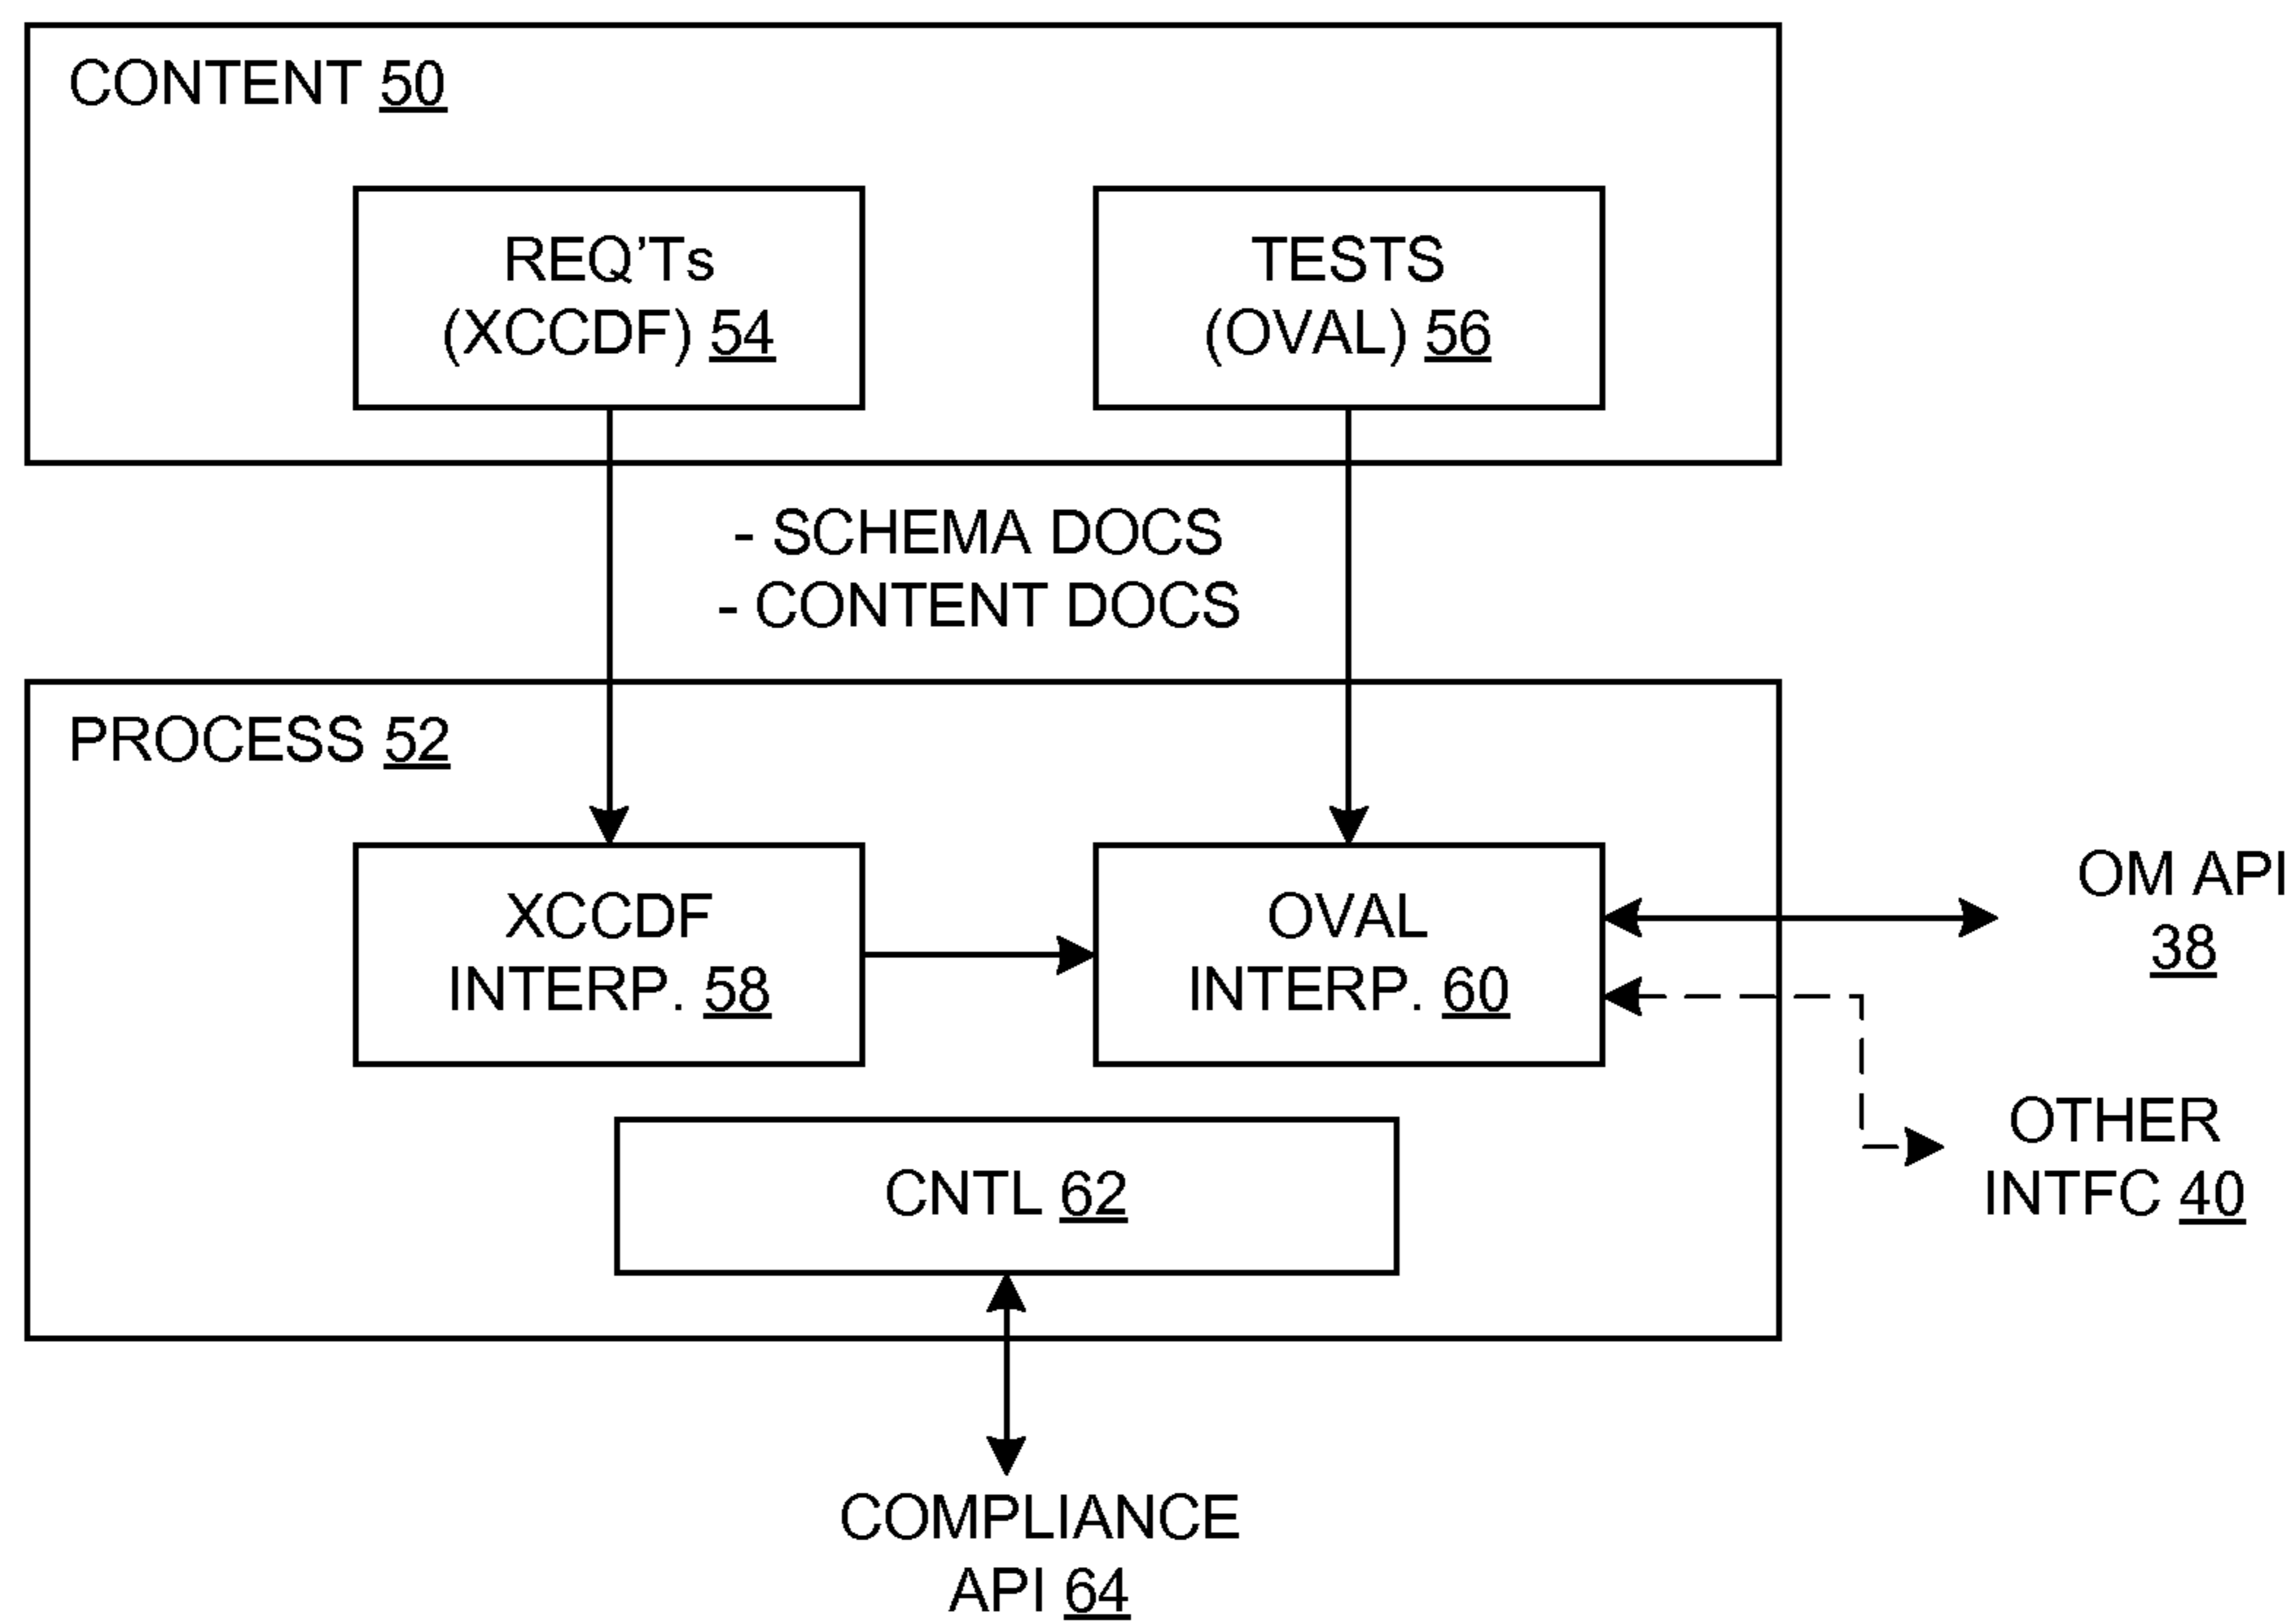 CONTENT 50
REQ'Ts
(XCCDF) 54
TESTS
(OVAL) 56
- SCHEMA DOCS
- CONTENT DOCS
PROCESS 52
XCCDF
INTERP. 58
OVAL
INTERP. 60
OM API
38
OTHER
INTFC 40
CNTL 62
COMPLIANCE
API 64